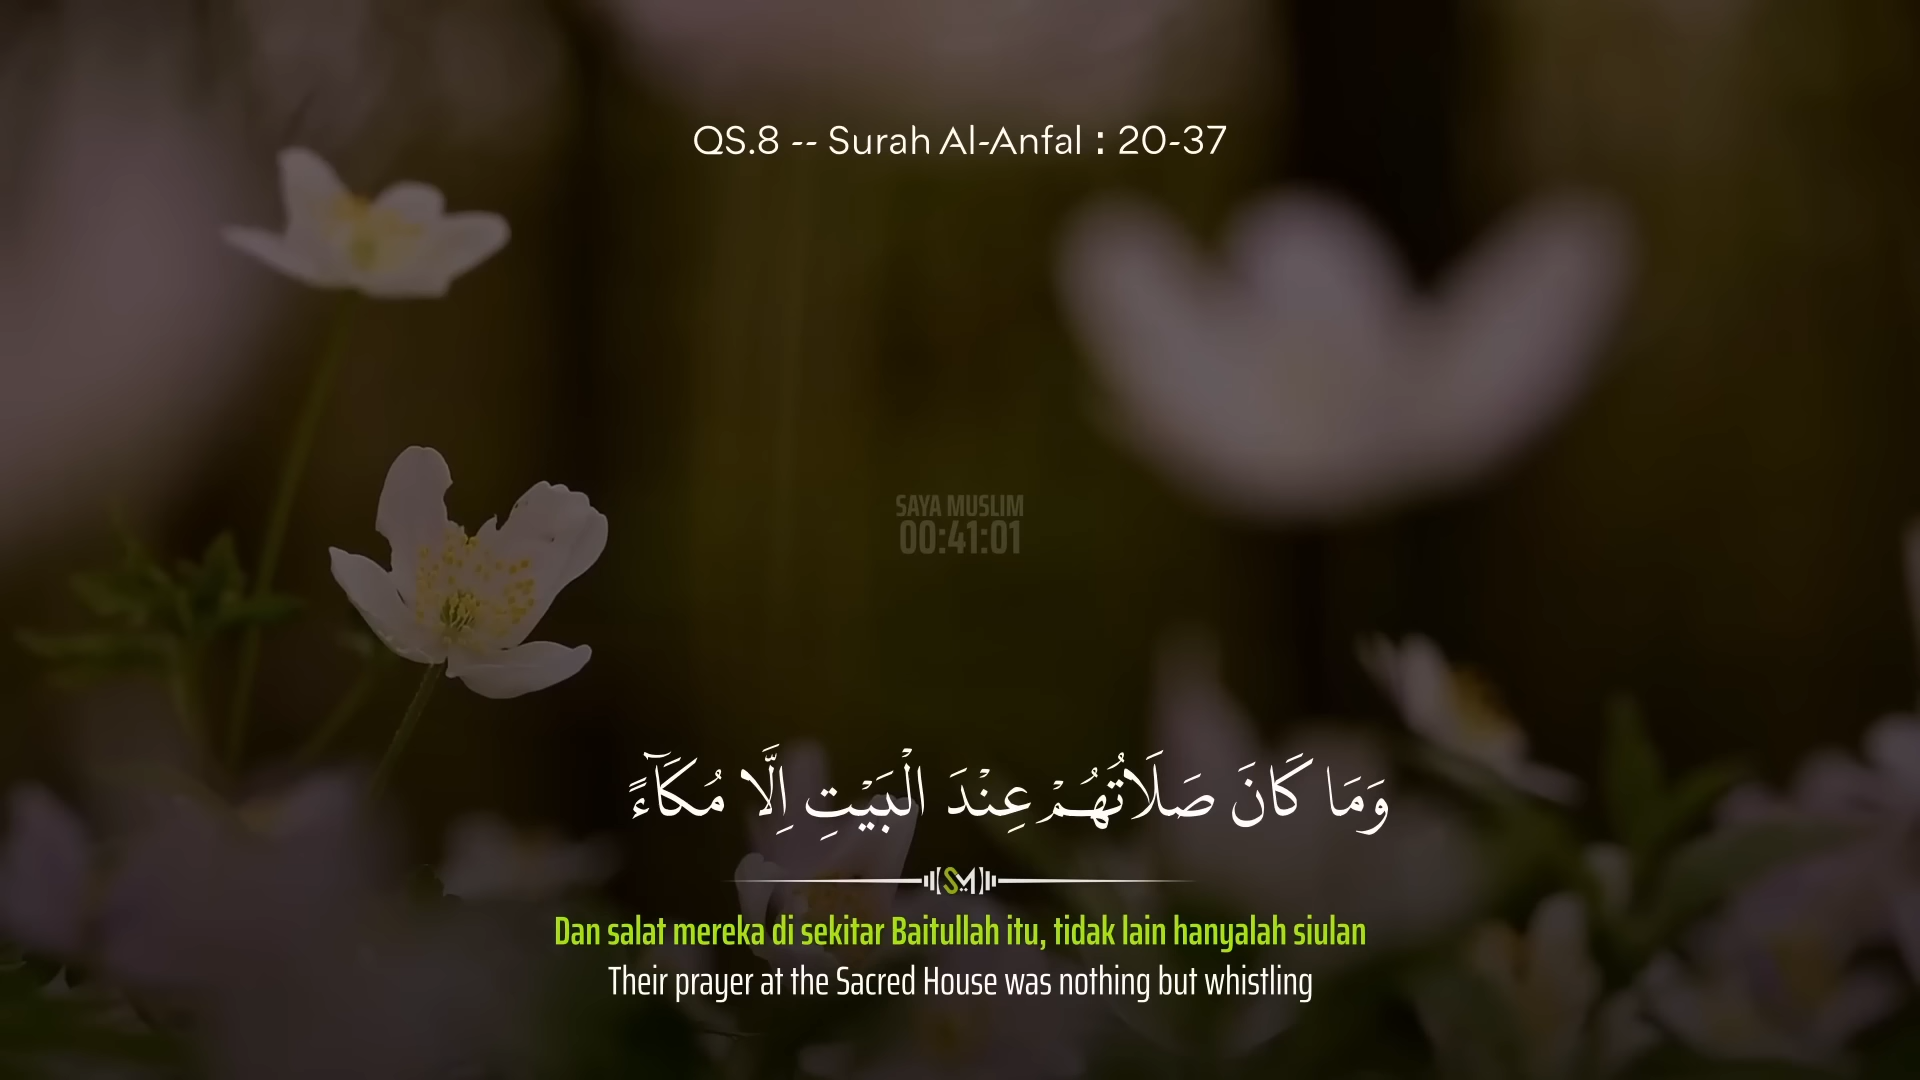 QS.8 -- Surah Al-Anfal : 20-37
SAYA MUSLIM
00:41:01
وَمَا كَانَ صَلَاتُهُمْ عِنْدَ الْبَيْتِ اِلَّا مُكَاۤءً
SM
Dan salat mereka di sekitar Baitullah itu, tidak lain hanyalah siulan
Their prayer at the Sacred House was nothing but whistling